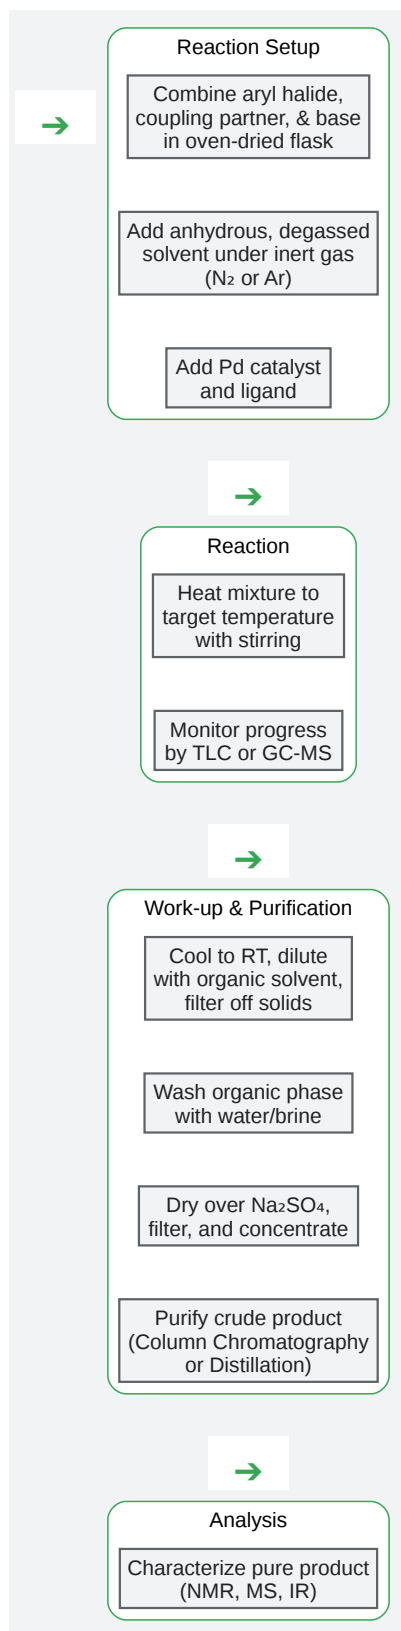 Reaction Setup
Combine aryl halide,
coupling partner, & base
in oven-dried flask
Add anhydrous, degassed
solvent under inert gas
(N₂ or Ar)
Add Pd catalyst
and ligand
Reaction
Heat mixture to
target temperature
with stirring
Monitor progress
by TLC or GC-MS
Work-up & Purification
Cool to RT, dilute
with organic solvent,
filter off solids
Wash organic phase
with water/brine
Dry over Na₂SO₄,
filter, and concentrate
Purify crude product
(Column Chromatography
or Distillation)
Analysis
Characterize pure product
(NMR, MS, IR)